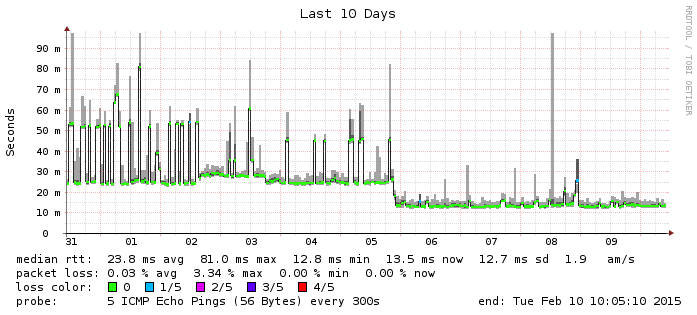 Last 10 Days
RRDTOOL / TOBI OETIKER
Seconds
90 m
80 m
70 m
60 m
50 m
40 m
30 m
20 m
10 m
0
31 01 02 03 04 05 06 07 08 09
median rtt: 23.8 ms avg 81.0 ms max 12.8 ms min 13.5 ms now 12.7 ms sd 1.9 am/s
packet loss: 0.03 % avg 3.34 % max 0.00 % min 0.00 % now
loss color: 0 1/5 2/5 3/5 4/5
probe: 5 ICMP Echo Pings (56 Bytes) every 300s end: Tue Feb 10 10:05:10 2015